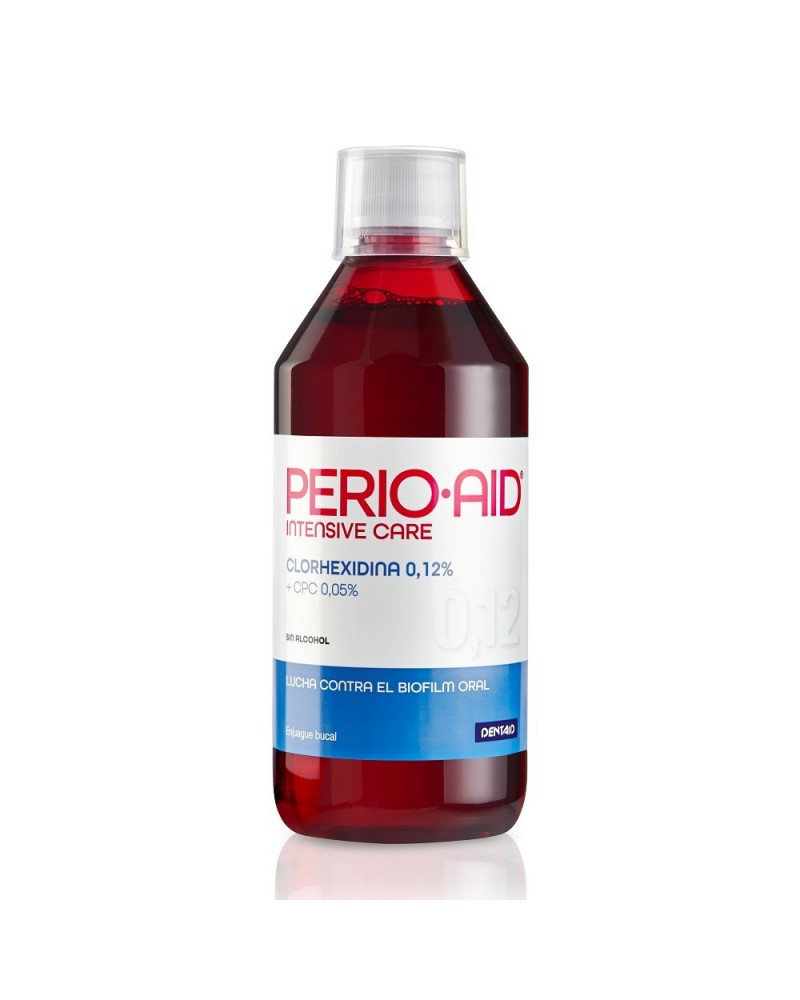 PERIO·AID®
INTENSIVE CARE
CLORHEXIDINA 0,12%
+ CPC 0,05%
0,12
SIN ALCOHOL
LUCHA CONTRA EL BIOFILM ORAL
DENTAID
Enjuague bucal